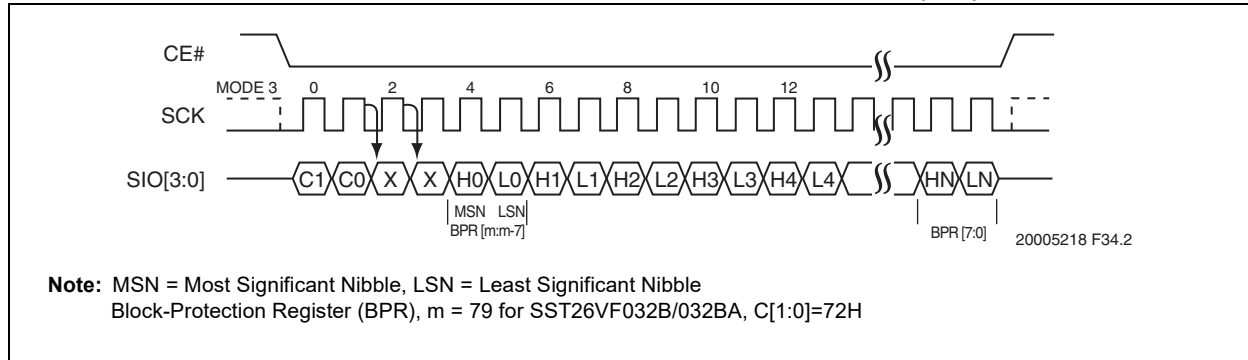 CE#
MODE 3 0 2 4 6 8 10 12
SCK
SIO[3:0] C1 C0 X X H0 L0 H1 L1 H2 L2 H3 L3 H4 L4 HN LN
MSN LSN
BPR [m:m-7] BPR [7:0] 20005218 F34.2
Note: MSN = Most Significant Nibble, LSN = Least Significant Nibble
Block-Protection Register (BPR), m = 79 for SST26VF032B/032BA, C[1:0]=72H